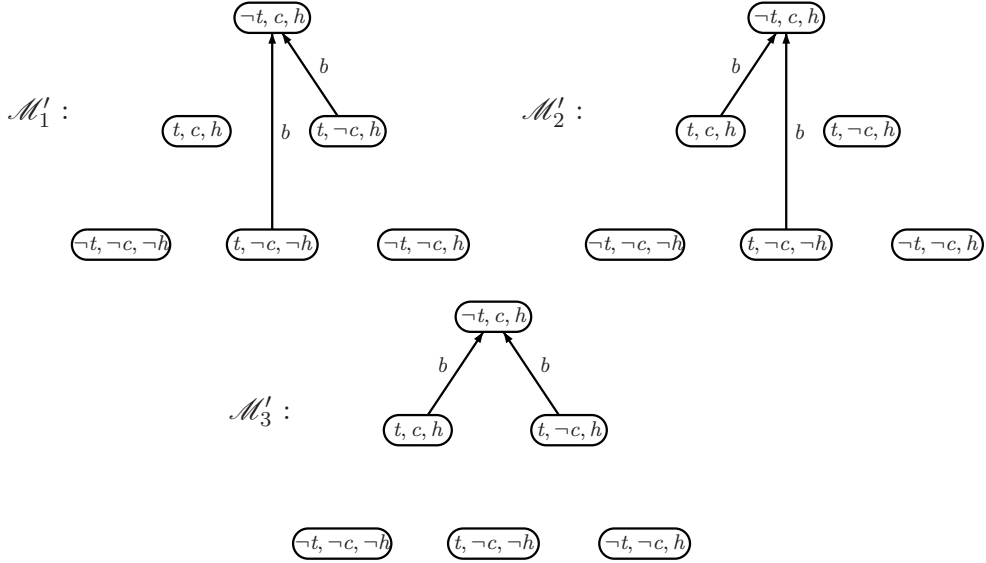 ¬t, c, h ¬t, c, h
b b
ℳ′₁ : ℳ′₂ :
t, c, h b t, ¬c, h t, c, h b t, ¬c, h
¬t, ¬c, ¬h t, ¬c, ¬h ¬t, ¬c, h ¬t, ¬c, ¬h t, ¬c, ¬h ¬t, ¬c, h
¬t, c, h
b b
ℳ′₃ :
t, c, h t, ¬c, h
¬t, ¬c, ¬h t, ¬c, ¬h ¬t, ¬c, h